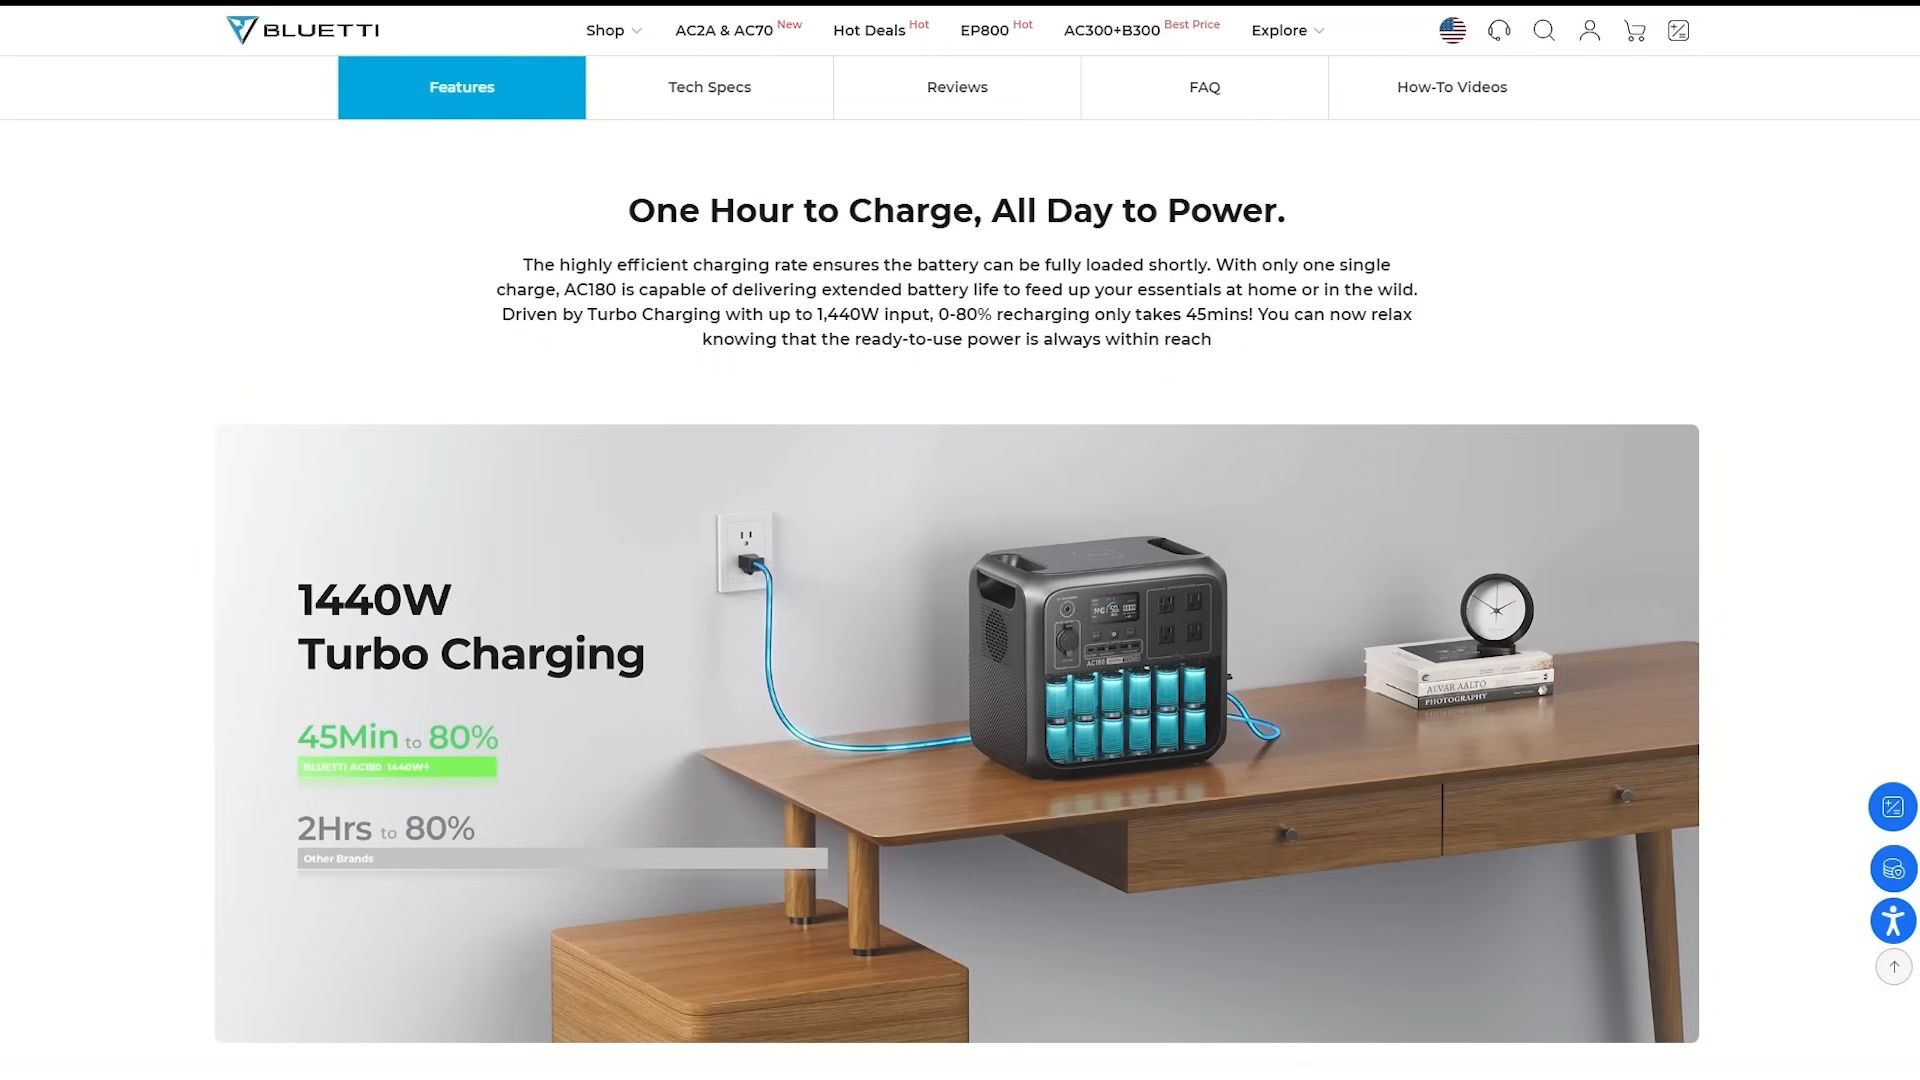 BLUETTI
Shop
AC2A & AC70 New
Hot Deals Hot
EP800 Hot
AC300+B300 Best Price
Explore
Features
Tech Specs
Reviews
FAQ
How-To Videos
One Hour to Charge, All Day to Power.
The highly efficient charging rate ensures the battery can be fully loaded shortly. With only one single
charge, AC180 is capable of delivering extended battery life to feed up your essentials at home or in the wild.
Driven by Turbo Charging with up to 1,440W input, 0-80% recharging only takes 45mins! You can now relax
knowing that the ready-to-use power is always within reach
1440W
Turbo Charging
45Min to 80%
BLUETTI AC180 1440W
2Hrs to 80%
Other Brands
AC180
ALVAR AALTO
PHOTOGRAPHY